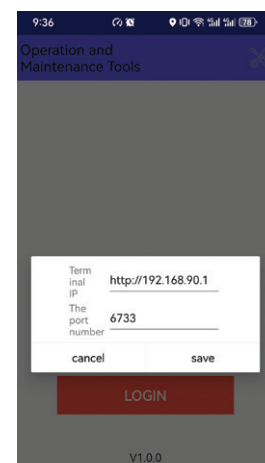 9:36 78
Operation and
Maintenance Tools
Term
inal
IP
http://192.168.90.1
The
port
number
6733
cancel save
LOGIN
V1.0.0